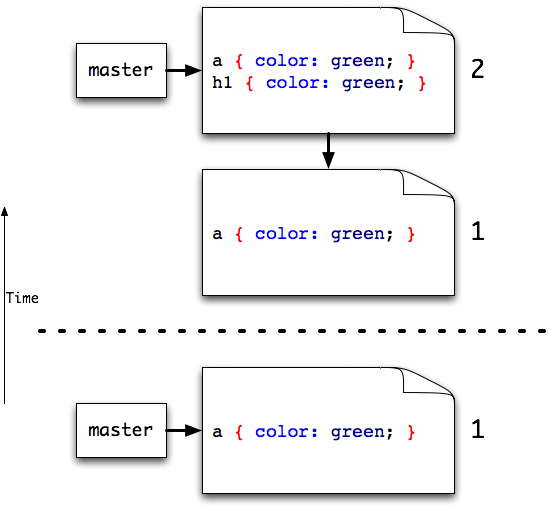 master
a { color: green; }
h1 { color: green; }
2
a { color: green; }
1
Time
master
a { color: green; }
1